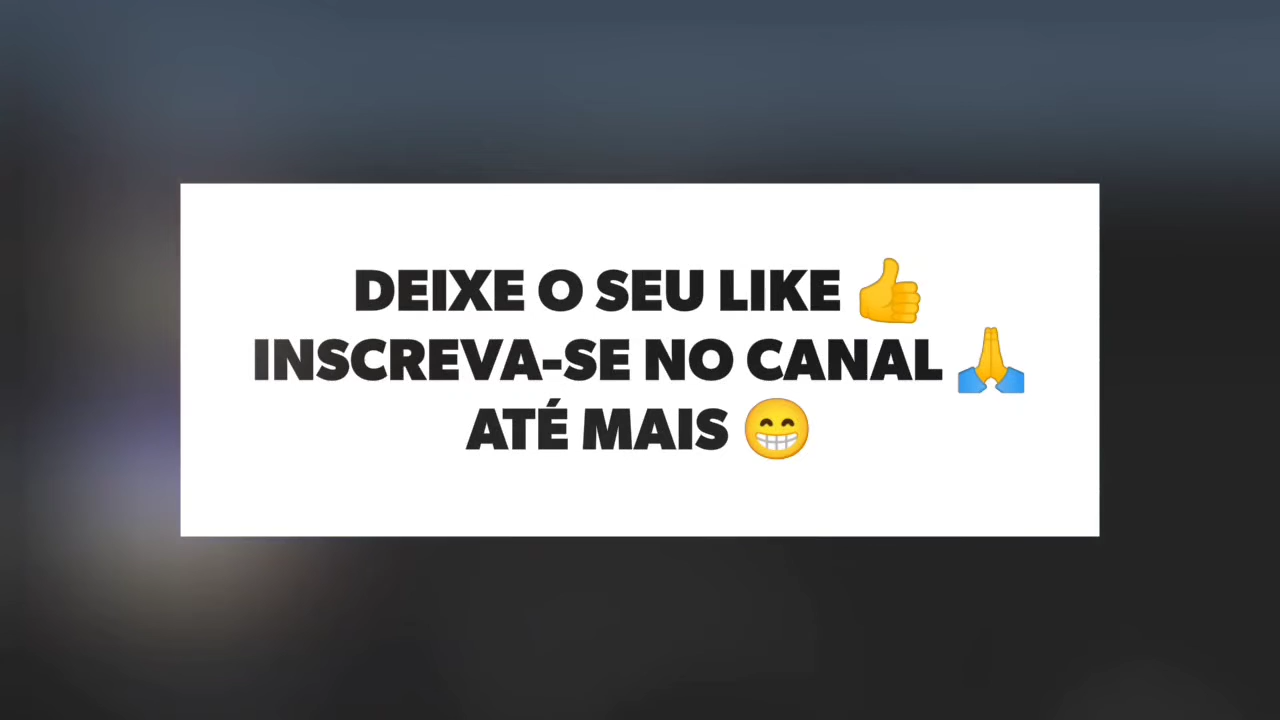 DEIXE O SEU LIKE 👍
INSCREVA-SE NO CANAL 🙏
ATÉ MAIS 😁